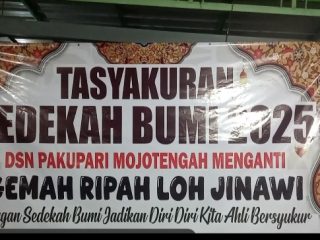 TASYAKURAN
EDEKAH BUMI 2025
DSN PAKUPARI MOJOTENGAH MENGANTI
GEMAH RIPAH LOH JINAWI
ngan Sedekah Bumi Jadikan Diri Diri Kita Ahli Bersyukur